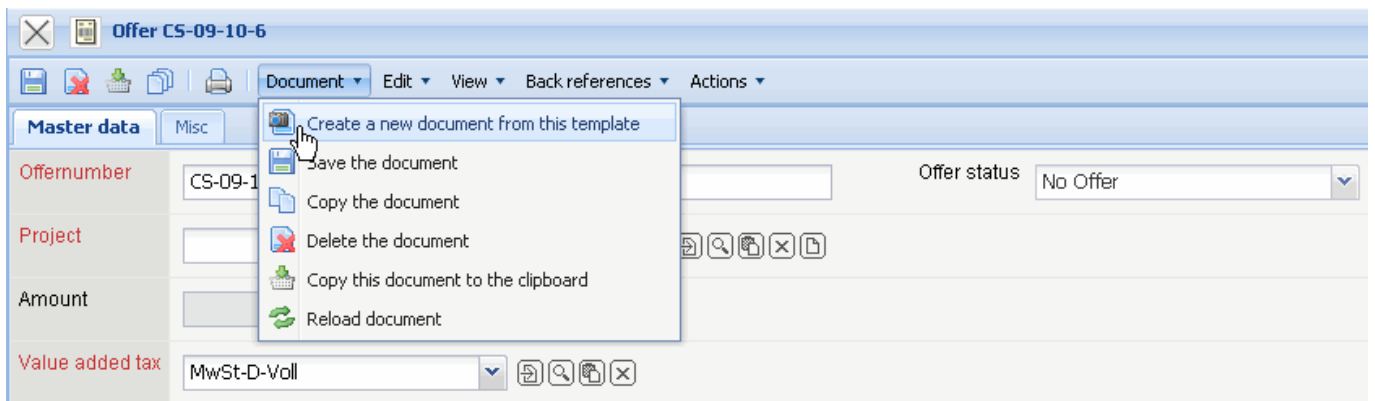 Offer CS-09-10-6
Document Edit View Back references Actions
Master data Misc
Create a new document from this template
Save the document
Copy the document
Delete the document
Copy this document to the clipboard
Reload document
Offernumber CS-09-1 Offer status No Offer
Project
Amount
Value added tax MwSt-D-Voll